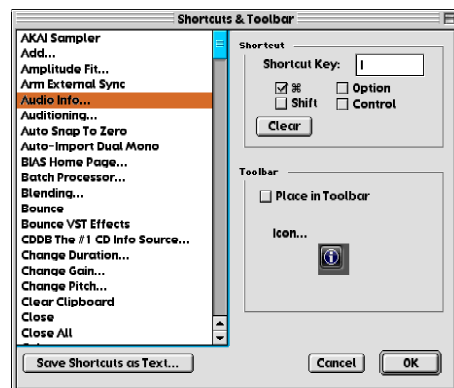 Shortcuts & Toolbar
AKAI Sampler
Add...
Amplitude Fit...
Arm External Sync
Audio Info...
Auditioning...
Auto Snap To Zero
Auto-Import Dual Mono
BIAS Home Page...
Batch Processor...
Blending...
Bounce
Bounce VST Effects
CDDB The #1 CD Info Source...
Change Duration...
Change Gain...
Change Pitch...
Clear Clipboard
Close
Close All
Save Shortcuts as Text...
Shortcut
Shortcut Key: I
⌘ Option
Shift Control
Clear
Toolbar
Place in Toolbar
Icon...
Cancel OK